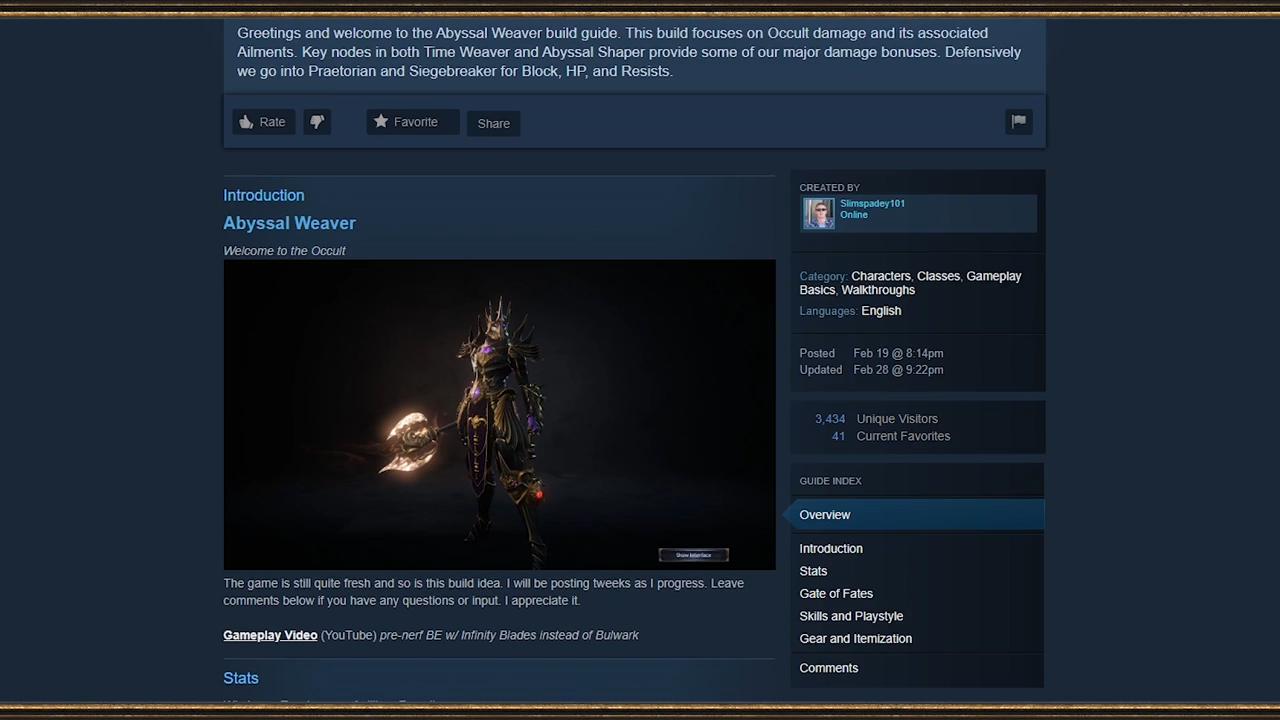 Greetings and welcome to the Abyssal Weaver build guide. This build focuses on Occult damage and its associated
Ailments. Key nodes in both Time Weaver and Abyssal Shaper provide some of our major damage bonuses. Defensively
we go into Praetorian and Siegebreaker for Block, HP, and Resists.
Rate
Favorite
Share
Introduction
Abyssal Weaver
Welcome to the Occult
Show Interface
The game is still quite fresh and so is this build idea. I will be posting tweeks as I progress. Leave
comments below if you have any questions or input. I appreciate it.
Gameplay Video (YouTube) pre-nerf BE w/ Infinity Blades instead of Bulwark
Stats
CREATED BY
Slimspadey101
Online
Category: Characters, Classes, Gameplay
Basics, Walkthroughs
Languages: English
Posted Feb 19 @ 8:14pm
Updated Feb 28 @ 9:22pm
3,434 Unique Visitors
41 Current Favorites
GUIDE INDEX
Overview
Introduction
Stats
Gate of Fates
Skills and Playstyle
Gear and Itemization
Comments